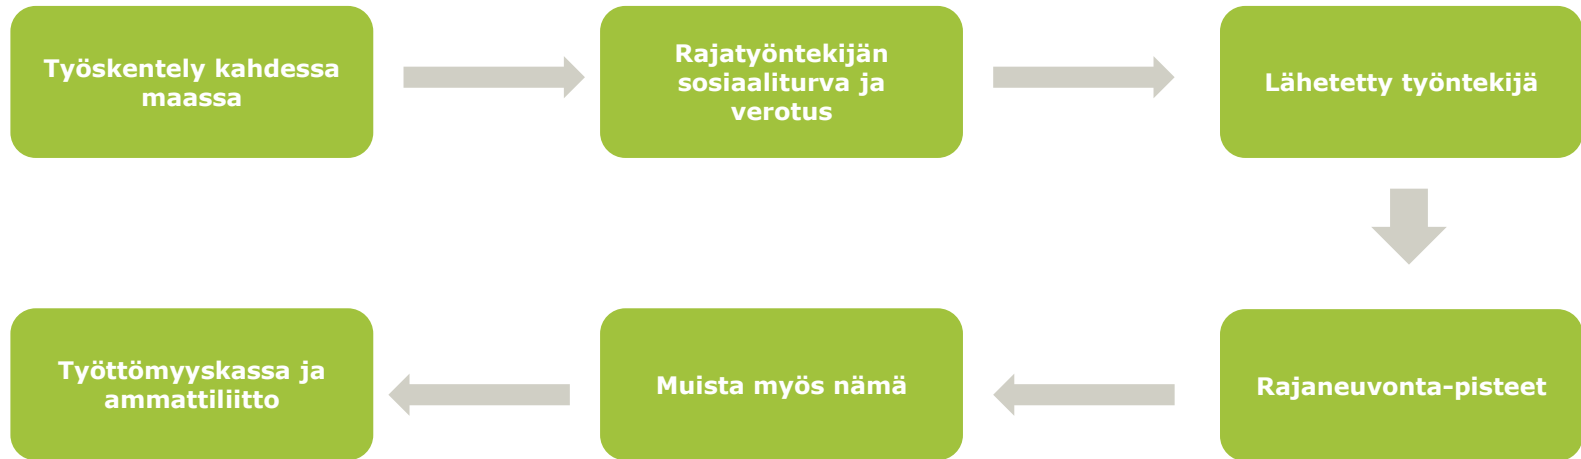 Työskentely kahdessa
maassa
Rajatyöntekijän
sosiaaliturva ja
verotus
Lähetetty työntekijä
Rajaneuvonta-pisteet
Muista myös nämä
Työttömyyskassa ja
ammattiliitto